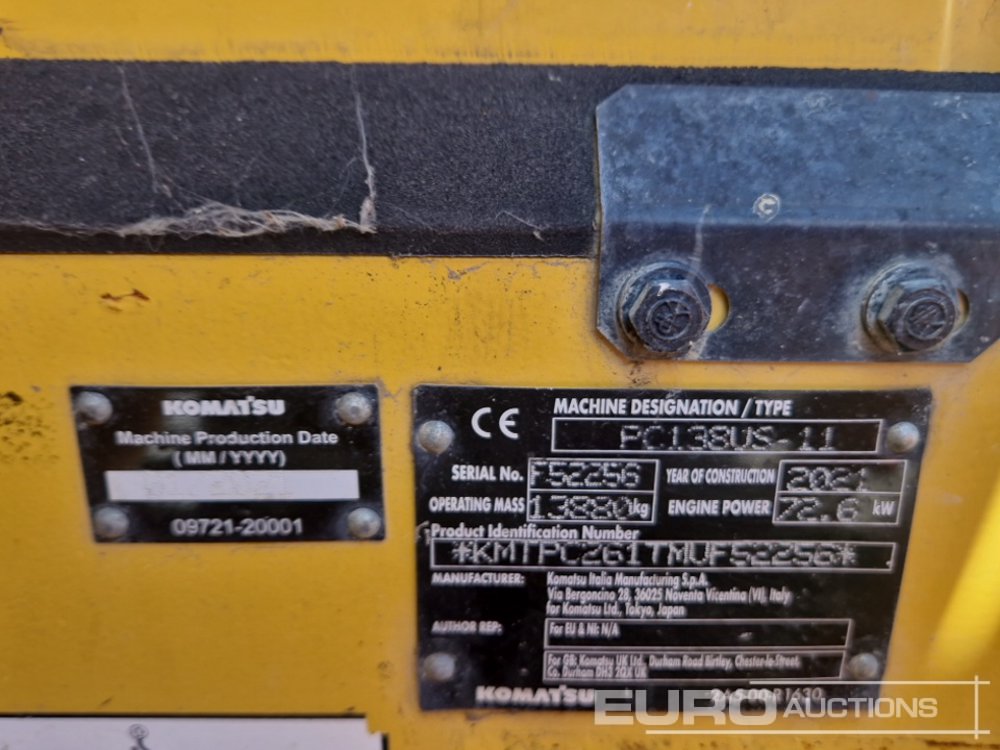 KOMATSU
Machine Production Date
( MM / YYYY)
09721-20001
CE
MACHINE DESIGNATION / TYPE
PC138US-11
SERIAL No. F52256
YEAR OF CONSTRUCTION 2021
OPERATING MASS 13880 kg
ENGINE POWER 72.6 kW
Product Identification Number
*KMTPC261TMUF52256*
MANUFACTURER: Komatsu Italia Manufacturing S.p.A.
Via Bergoncino 28, 36025 Noventa Vicentina (VI), Italy
for Komatsu Ltd., Tokyo, Japan
AUTHOR REP: For EU & NI: N/A
For GB: Komatsu UK Ltd., Durham Road Birtley, Chester-le-Street,
Co. Durham DH3 2QX UK
KOMATSU
EURO AUCTIONS